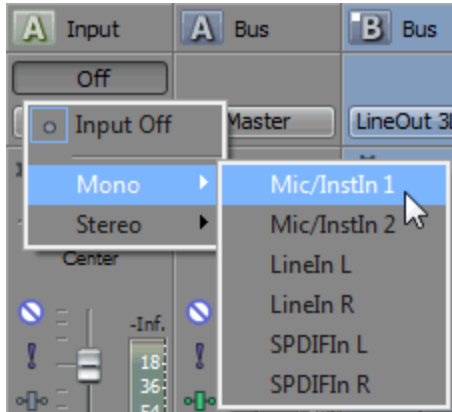 A Input A Bus B Bus
Off
Input Off
Master
LineOut
Mono
Stereo
Mic/InstIn 1
Mic/InstIn 2
LineIn L
LineIn R
SPDIFIn L
SPDIFIn R
Center
-Inf.
18
36
54